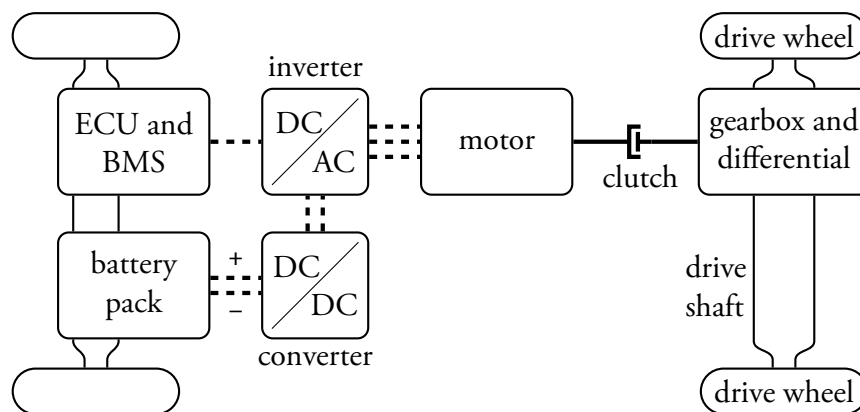 drive wheel
inverter
ECU and
BMS
DC
AC
motor
clutch
gearbox and
differential
battery
pack
+
–
DC
DC
converter
drive
shaft
drive wheel